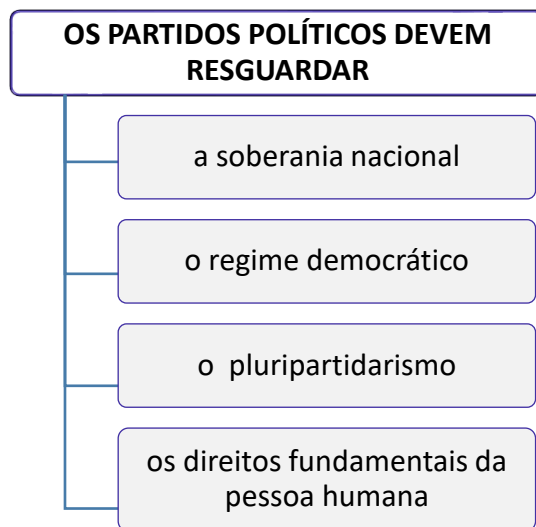 OS PARTIDOS POLÍTICOS DEVEM
RESGUARDAR
a soberania nacional
o regime democrático
o pluripartidarismo
os direitos fundamentais da
pessoa humana